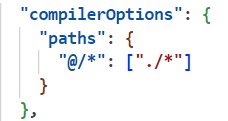 "compilerOptions": {
"paths": {
"@/*": ["./*"]
}
},